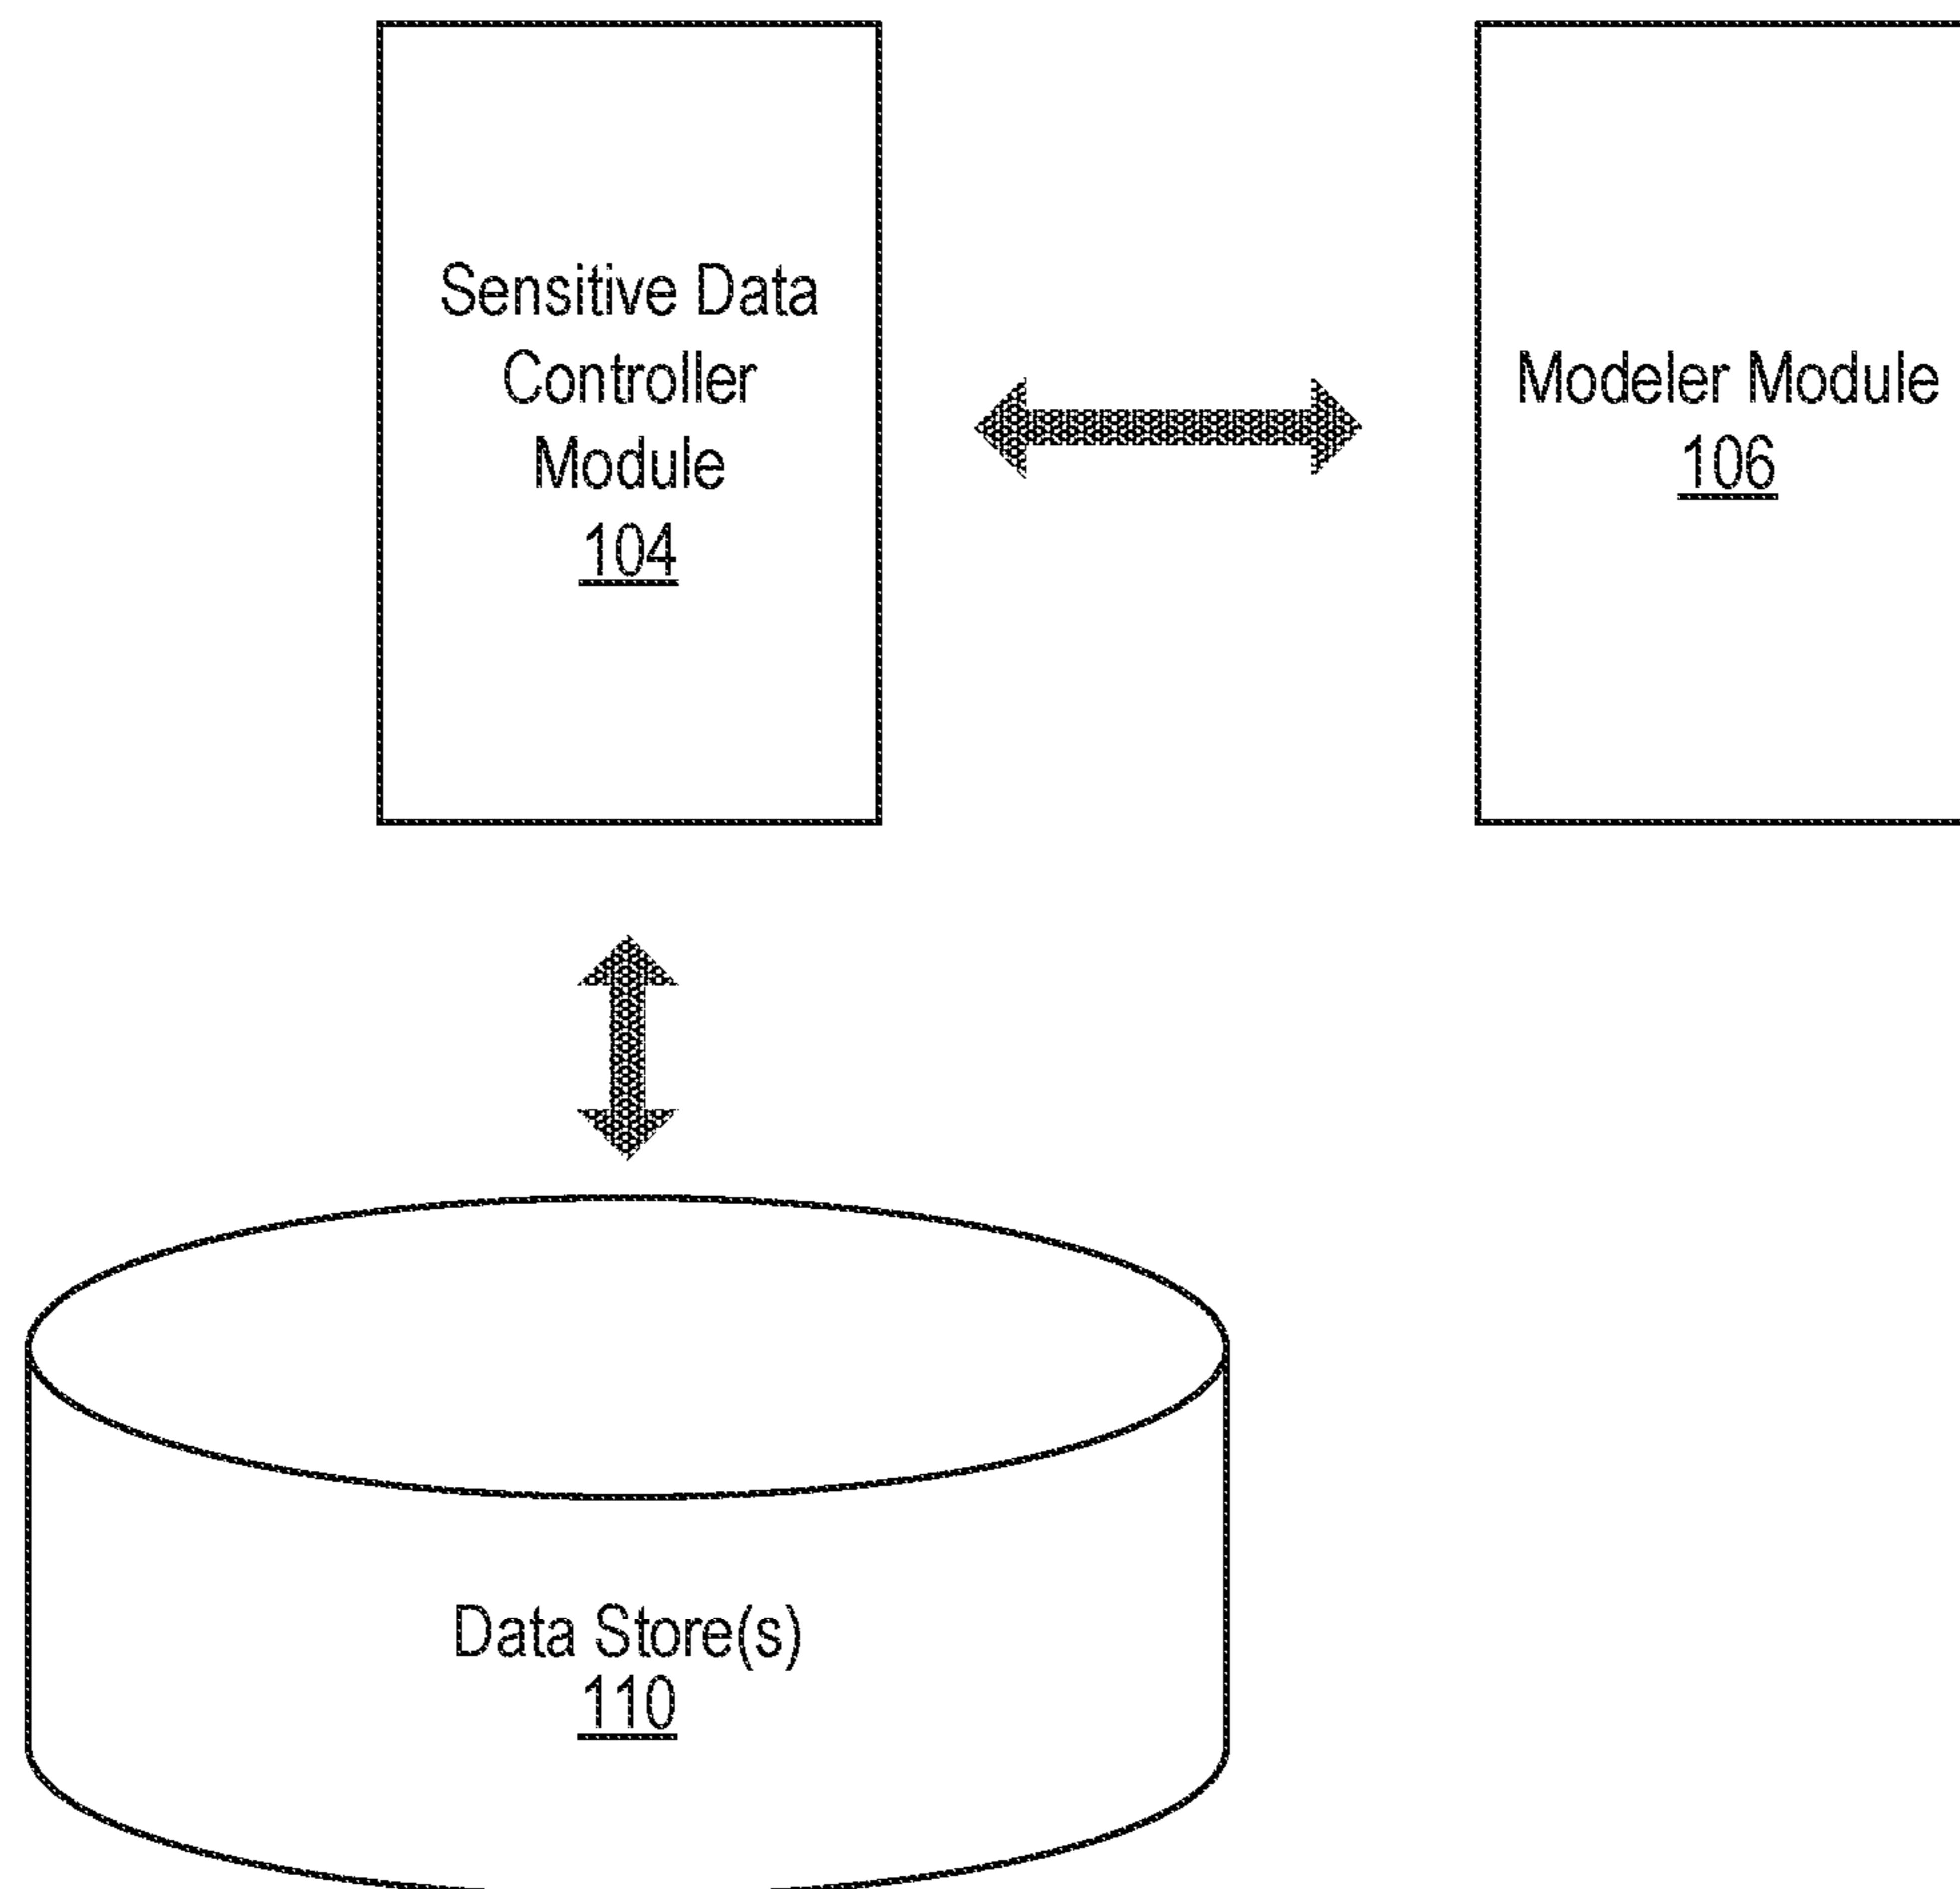 Sensitive Data
Controller
Module
104
Modeler Module
106
Data Store(s)
110